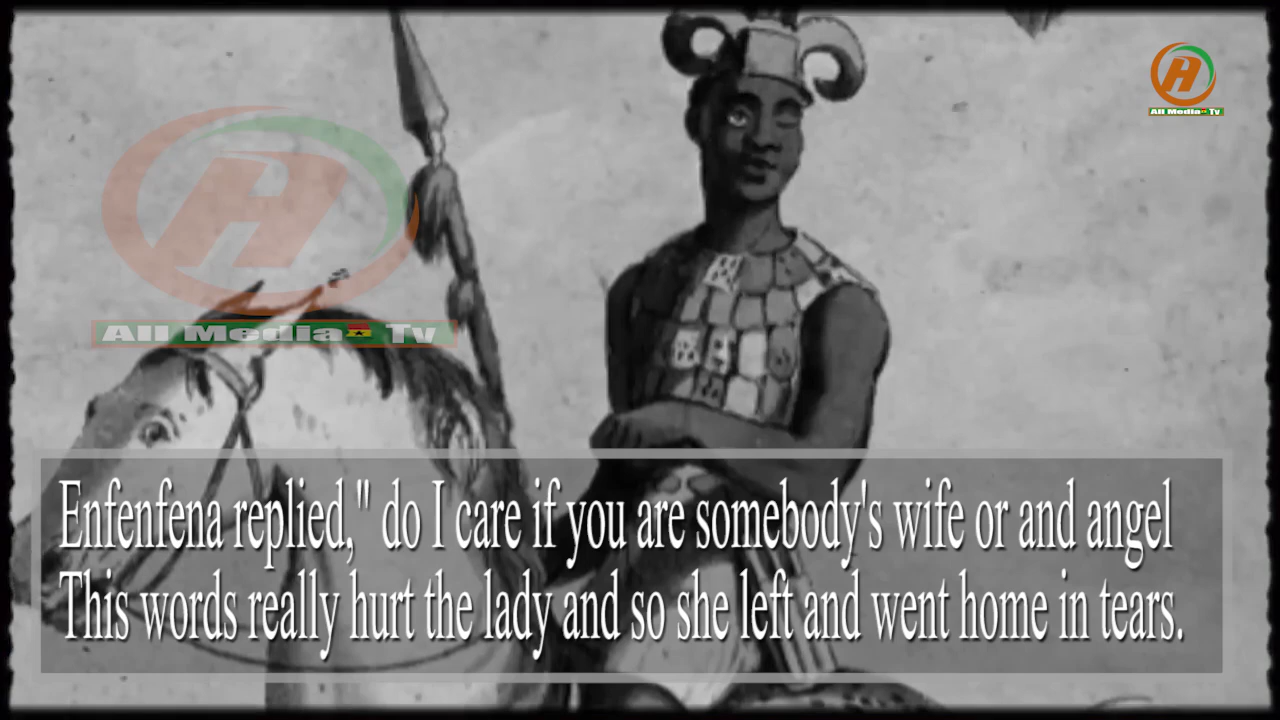 All Media Tv
All Media Tv
Enfenfena replied," do I care if you are somebody's wife or and angel
This words really hurt the lady and so she left and went home in tears.